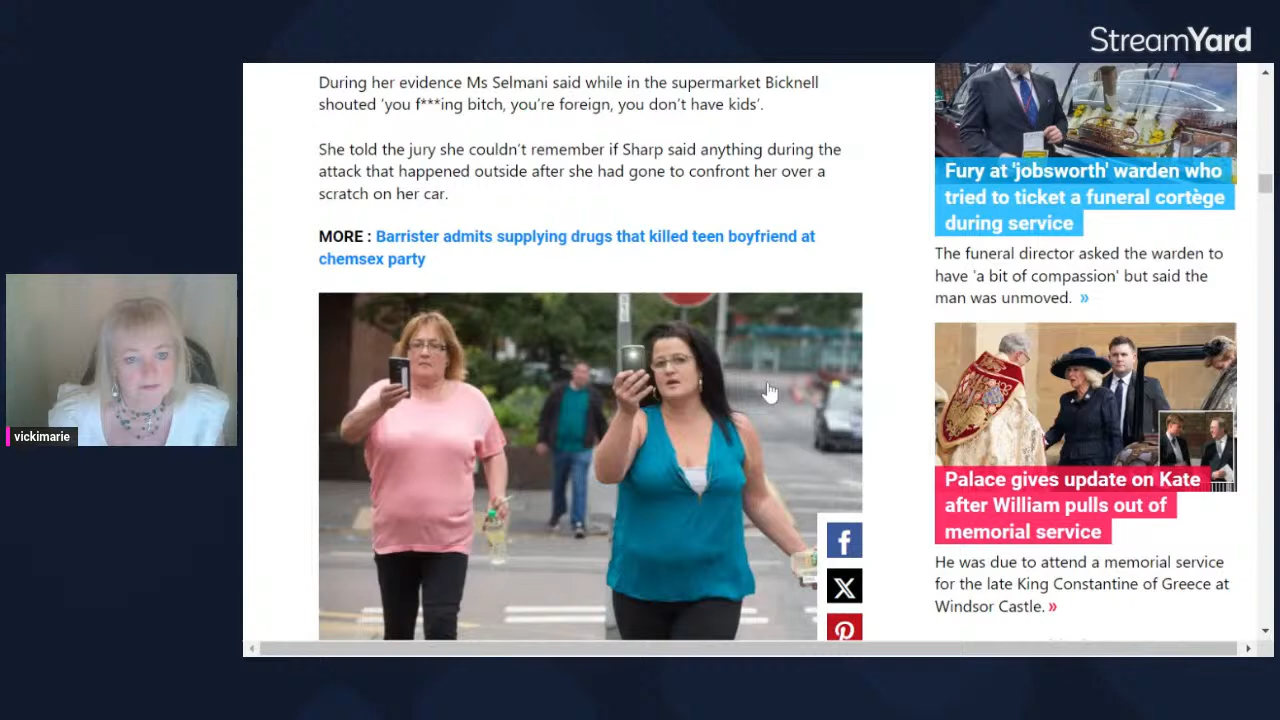 StreamYard
During her evidence Ms Selmani said while in the supermarket Bicknell
shouted ‘you f***ing bitch, you’re foreign, you don’t have kids’.
She told the jury she couldn’t remember if Sharp said anything during the
attack that happened outside after she had gone to confront her over a
scratch on her car.
MORE : Barrister admits supplying drugs that killed teen boyfriend at
chemsex party
Fury at 'jobsworth' warden who
tried to ticket a funeral cortège
during service
The funeral director asked the warden to
have 'a bit of compassion' but said the
man was unmoved. »
Palace gives update on Kate
after William pulls out of
memorial service
He was due to attend a memorial service
for the late King Constantine of Greece at
Windsor Castle. »
vickimarie